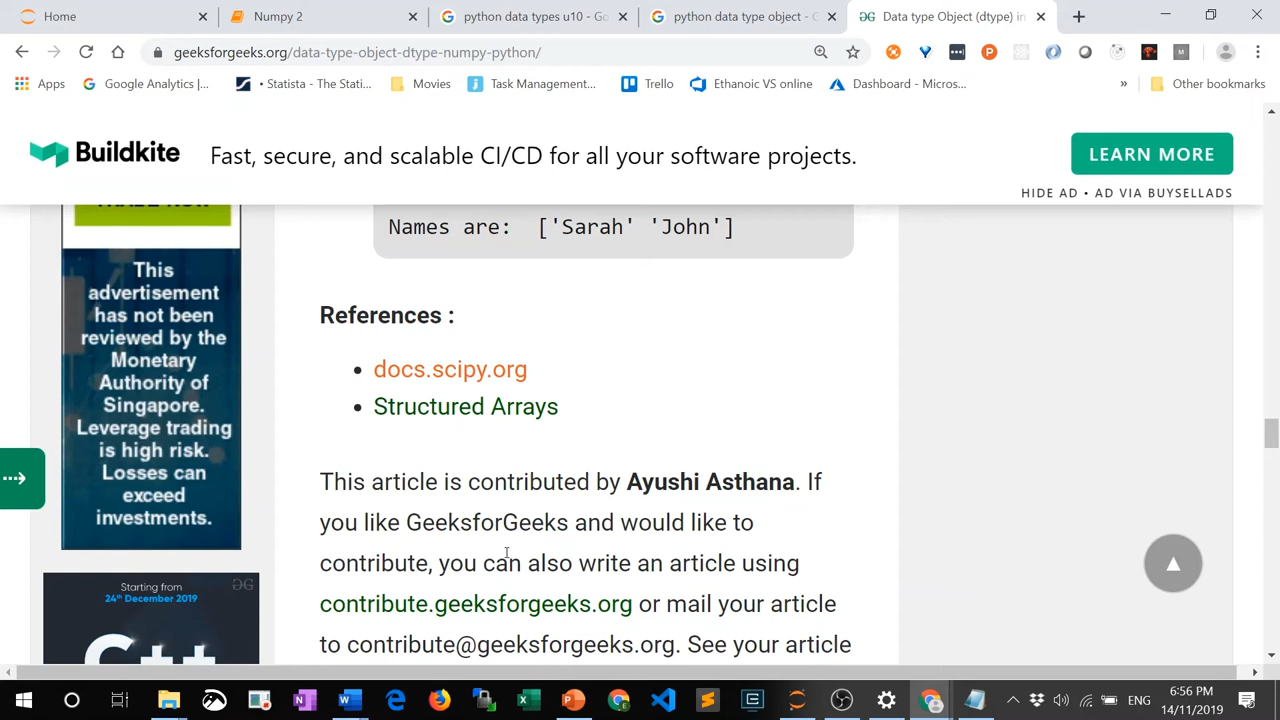 Home
Numpy 2
python data types u10 - Go
python data type object - G
Data type Object (dtype) in
geeksforgeeks.org/data-type-object-dtype-numpy-python/
Apps
Google Analytics |...
• Statista - The Stati...
Movies
Task Management...
Trello
Ethanoic VS online
Dashboard - Micros...
»
Other bookmarks
Buildkite
Fast, secure, and scalable CI/CD for all your software projects.
LEARN MORE
HIDE AD • AD VIA BUYSELLADS
Names are:  ['Sarah' 'John']
This
advertisement
has not been
reviewed by the
Monetary
Authority of
Singapore.
Leverage trading
is high risk.
Losses can
exceed
investments.
References :
• docs.scipy.org
• Structured Arrays
This article is contributed by Ayushi Asthana. If
you like GeeksforGeeks and would like to
contribute, you can also write an article using
contribute.geeksforgeeks.org or mail your article
to contribute@geeksforgeeks.org. See your article
Starting from
24th December 2019
C++
ENG
6:56 PM
14/11/2019